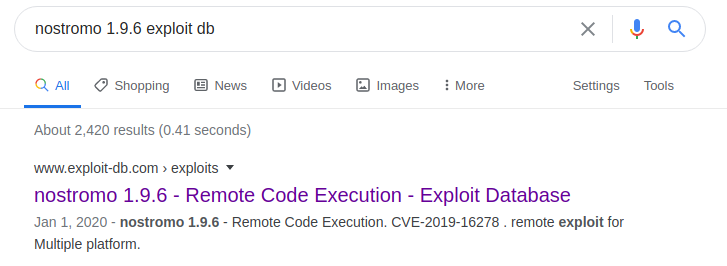 nostromo 1.9.6 exploit db
All Shopping News Videos Images More Settings Tools
About 2,420 results (0.41 seconds)
www.exploit-db.com › exploits
nostromo 1.9.6 - Remote Code Execution - Exploit Database
Jan 1, 2020 - nostromo 1.9.6 - Remote Code Execution. CVE-2019-16278 . remote exploit for
Multiple platform.